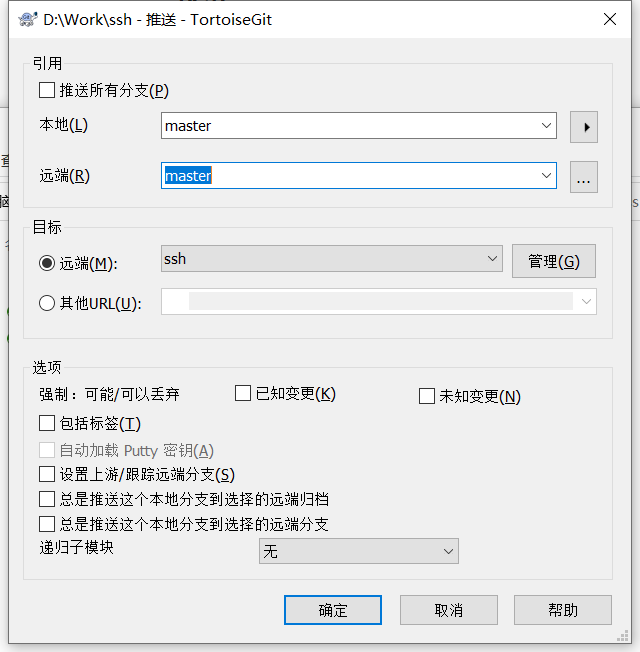 D:\Work\ssh - 推送 - TortoiseGit
引用
推送所有分支(P)
本地(L)
master
远端(R)
master
...
目标
远端(M):
ssh
管理(G)
其他URL(U):
选项
强制：可能/可以丢弃
已知变更(K)
未知变更(N)
包括标签(T)
自动加载 Putty 密钥(A)
设置上游/跟踪远端分支(S)
总是推送这个本地分支到选择的远端归档
总是推送这个本地分支到选择的远端分支
递归子模块
无
确定
取消
帮助